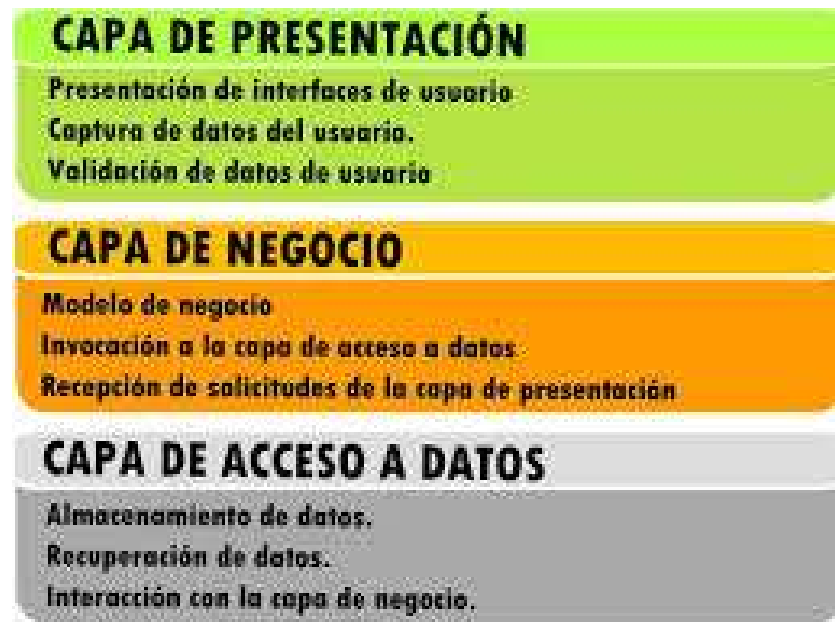 CAPA DE PRESENTACIÓN
Presentación de interfaces de usuario
Captura de datos del usuario.
Validación de datos de usuario
CAPA DE NEGOCIO
Modelo de negocio
Invocación a la capa de acceso a datos
Recepción de solicitudes de la capa de presentación
CAPA DE ACCESO A DATOS
Almacenamiento de datos.
Recuperación de datos.
Interacción con la capa de negocio.